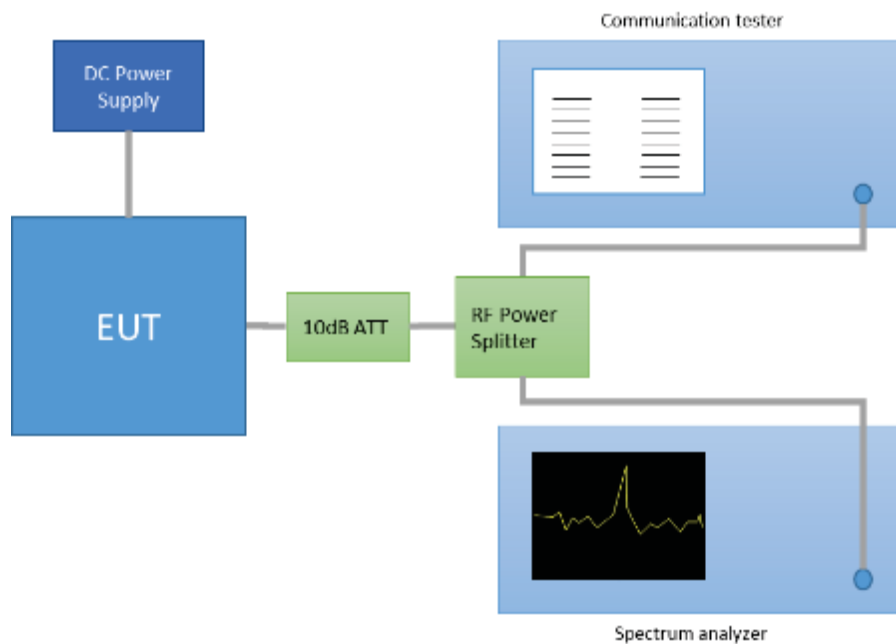 Communication tester
DC Power
Supply
EUT
10dB ATT
RF Power
Splitter
Spectrum analyzer